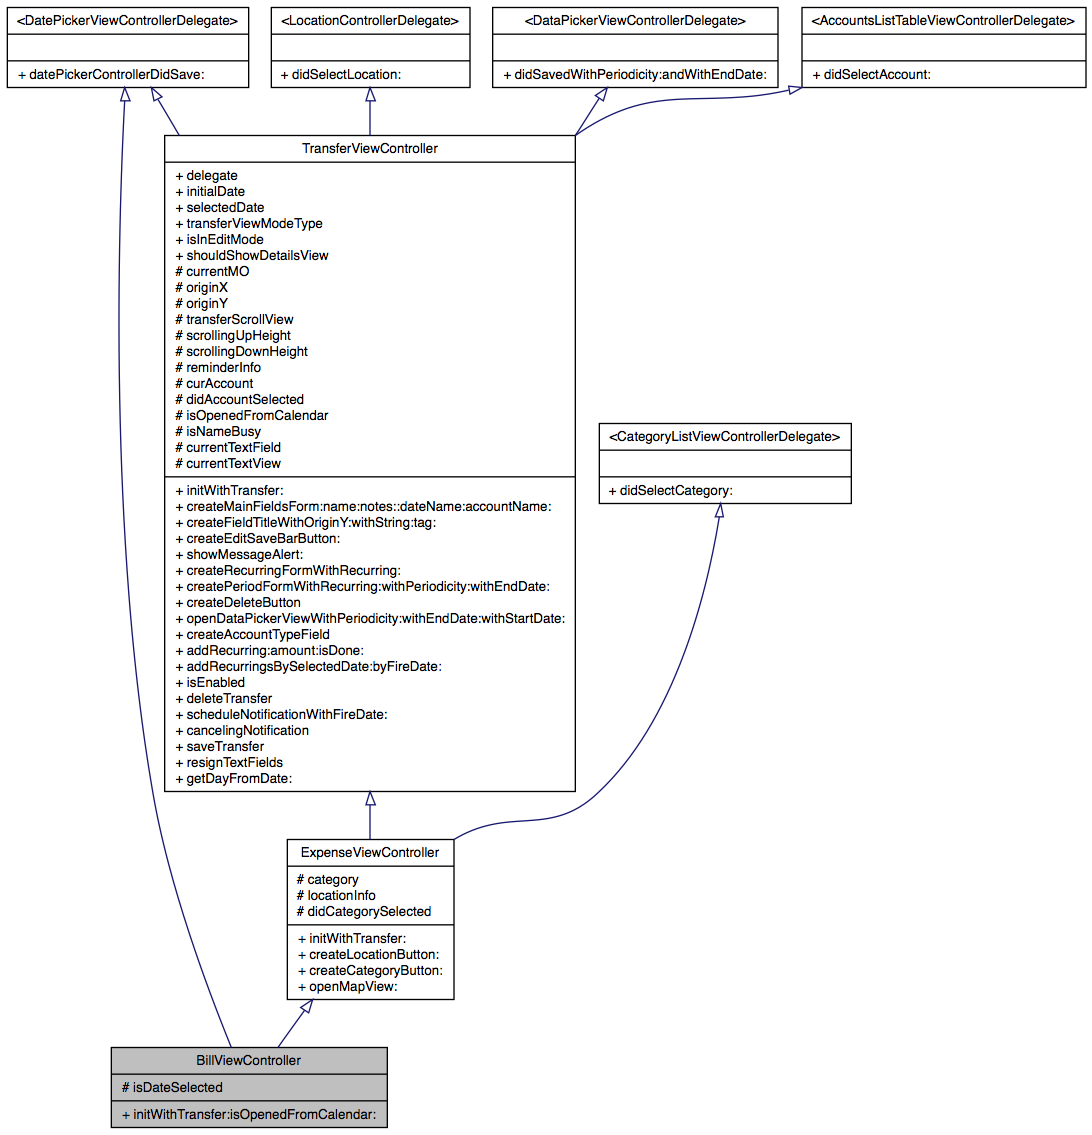 <DatePickerViewControllerDelegate>
+ datePickerControllerDidSave:
<LocationControllerDelegate>
+ didSelectLocation:
<DataPickerViewControllerDelegate>
+ didSavedWithPeriodicity:andWithEndDate:
<AccountsListTableViewControllerDelegate>
+ didSelectAccount:
TransferViewController
+ delegate
+ initialDate
+ selectedDate
+ transferViewModeType
+ isInEditMode
+ shouldShowDetailsView
# currentMO
# originX
# originY
# transferScrollView
# scrollingUpHeight
# scrollingDownHeight
# reminderInfo
# curAccount
# didAccountSelected
# isOpenedFromCalendar
# isNameBusy
# currentTextField
# currentTextView
+ initWithTransfer:
+ createMainFieldsForm:name:notes::dateName:accountName:
+ createFieldTitleWithOriginY:withString:tag:
+ createEditSaveBarButton:
+ showMessageAlert:
+ createRecurringFormWithRecurring:
+ createPeriodFormWithRecurring:withPeriodicity:withEndDate:
+ createDeleteButton
+ openDataPickerViewWithPeriodicity:withEndDate:withStartDate:
+ createAccountTypeField
+ addRecurring:amount:isDone:
+ addRecurringsBySelectedDate:byFireDate:
+ isEnabled
+ deleteTransfer
+ scheduleNotificationWithFireDate:
+ cancelingNotification
+ saveTransfer
+ resignTextFields
+ getDayFromDate:
<CategoryListViewControllerDelegate>
+ didSelectCategory:
ExpenseViewController
# category
# locationInfo
# didCategorySelected
+ initWithTransfer:
+ createLocationButton:
+ createCategoryButton:
+ openMapView:
BillViewController
# isDateSelected
+ initWithTransfer:isOpenedFromCalendar: